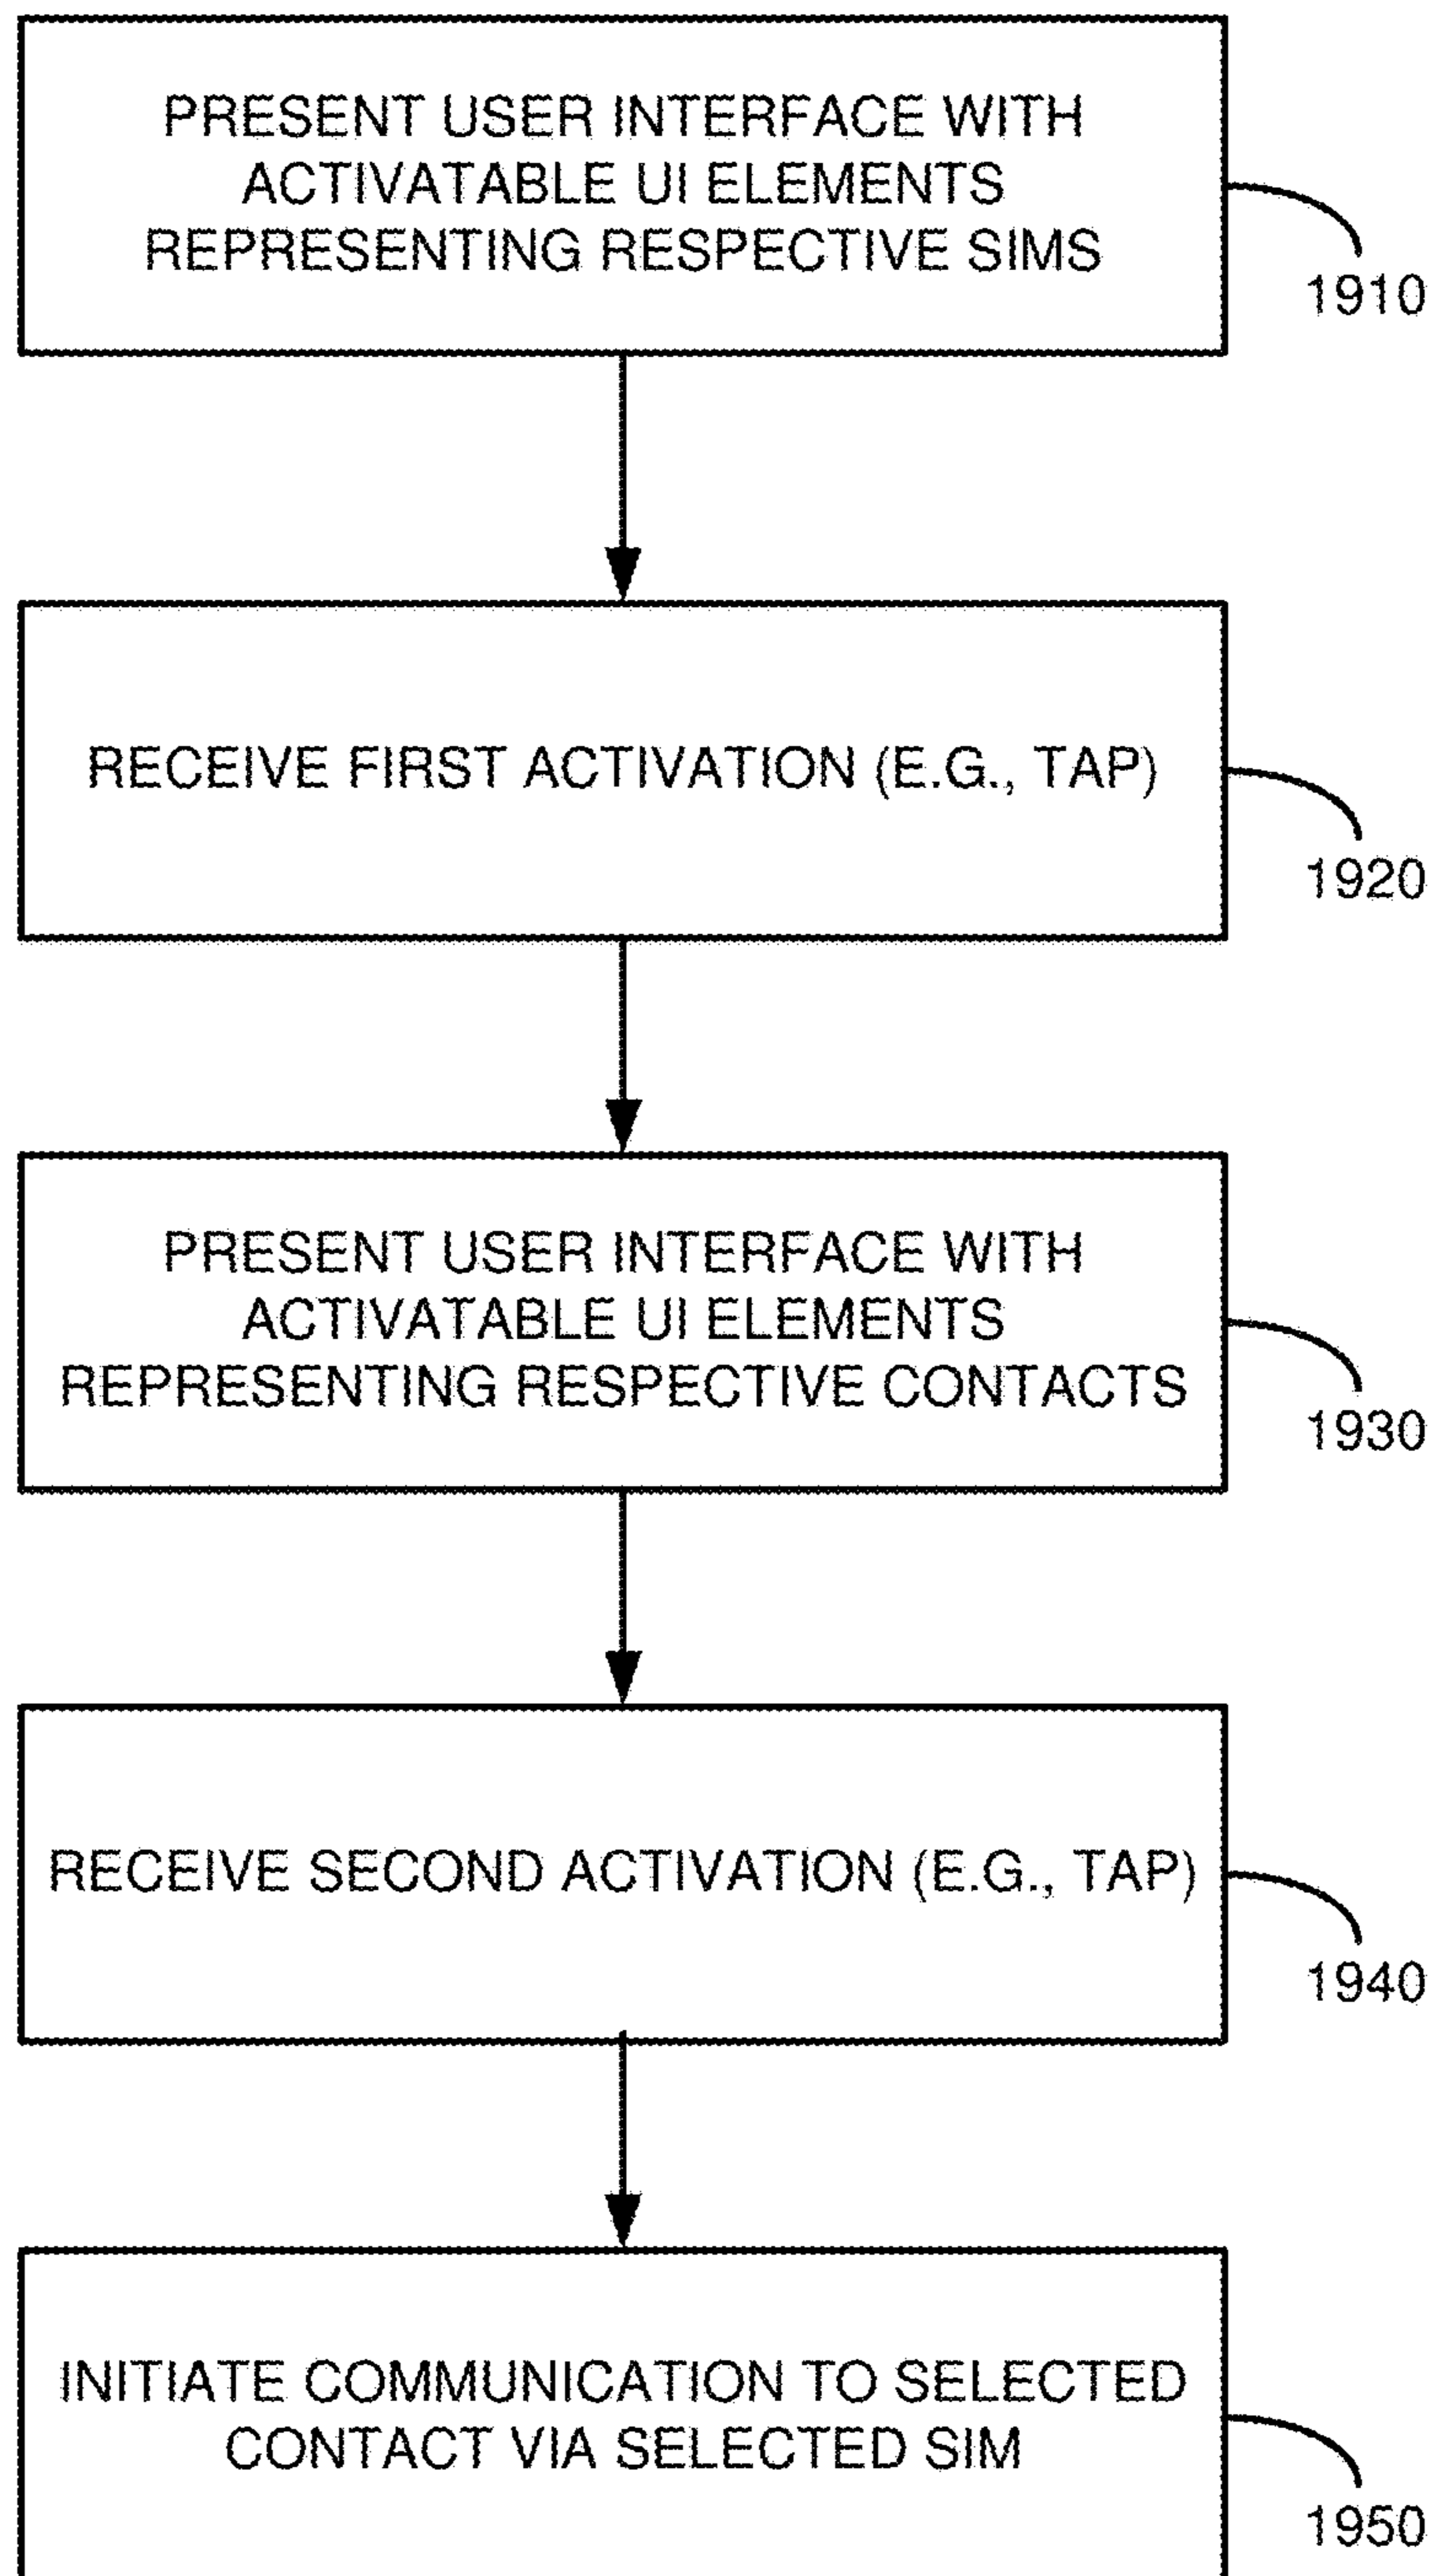 PRESENT USER INTERFACE WITH
ACTIVATABLE UI ELEMENTS
REPRESENTING RESPECTIVE SIMS
1910
RECEIVE FIRST ACTIVATION (E.G., TAP)
1920
PRESENT USER INTERFACE WITH
ACTIVATABLE UI ELEMENTS
REPRESENTING RESPECTIVE CONTACTS
1930
RECEIVE SECOND ACTIVATION (E.G., TAP)
1940
INITIATE COMMUNICATION TO SELECTED
CONTACT VIA SELECTED SIM
1950